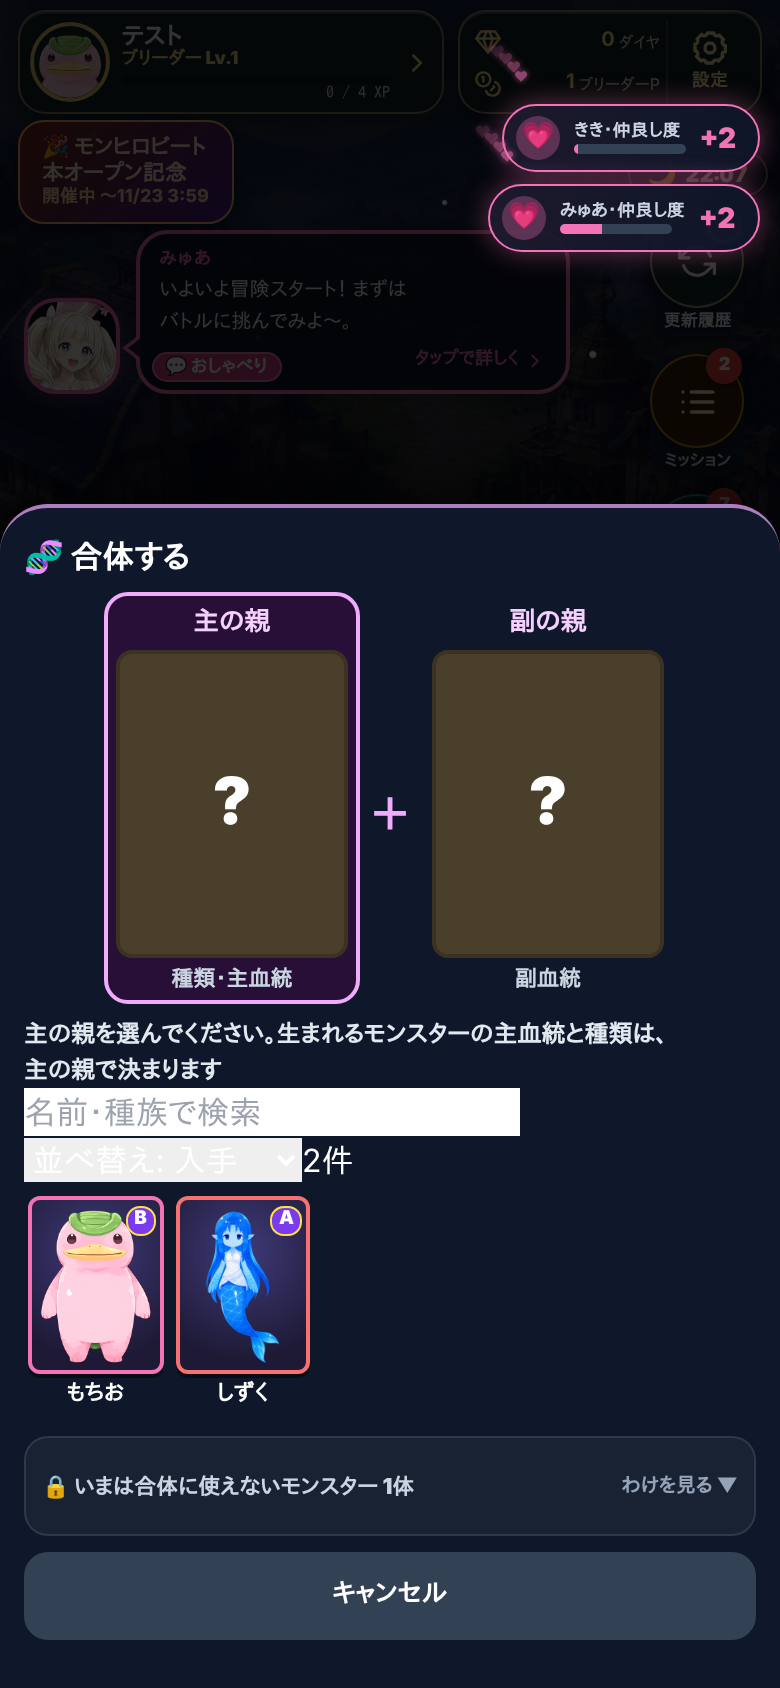 テスト
ブリーダー Lv.1
0 / 4 XP
0 ダイヤ
1 ブリーダーP
設定
🎉 モンヒロビート
本オープン記念
開催中 〜11/23 3:59
きき・仲良し度 +2
22:07
みゅあ・仲良し度 +2
みゅあ
いよいよ冒険スタート！まずは
バトルに挑んでみよ〜。
💬 おしゃべり
タップで詳しく
更新履歴
2
ミッション
7
🧬 合体する
主の親
副の親
?
+
?
種類・主血統
副血統
主の親を選んでください。生まれるモンスターの主血統と種類は、
主の親で決まります
名前・種族で検索
並べ替え: 入手
2件
B
A
もちお
しずく
🔒 いまは合体に使えないモンスター 1体
わけを見る ▼
キャンセル